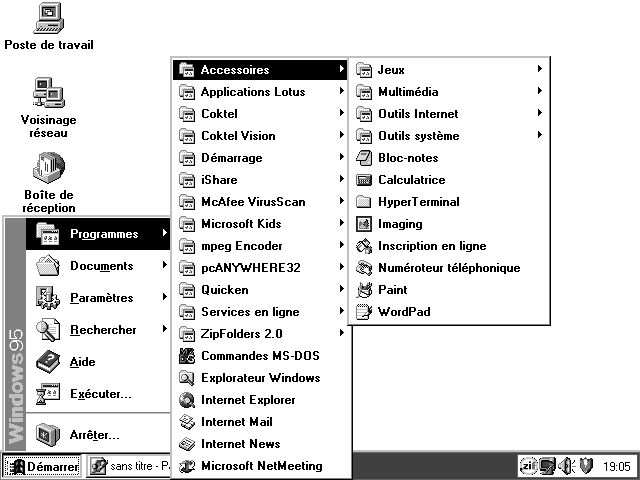 Poste de travail
Voisinage
réseau
Boîte de
réception
Programmes
Documents
Paramètres
Rechercher
Aide
Exécuter...
Arrêter...
Windows95
Accessoires
Applications Lotus
Coktel
Coktel Vision
Démarrage
iShare
McAfee VirusScan
Microsoft Kids
mpeg Encoder
pcANYWHERE32
Quicken
Services en ligne
ZipFolders 2.0
Commandes MS-DOS
Explorateur Windows
Internet Explorer
Internet Mail
Internet News
Microsoft NetMeeting
Jeux
Multimédia
Outils Internet
Outils système
Bloc-notes
Calculatrice
HyperTerminal
Imaging
Inscription en ligne
Numéroteur téléphonique
Paint
WordPad
Démarrer
sans titre - P
zif
19:05